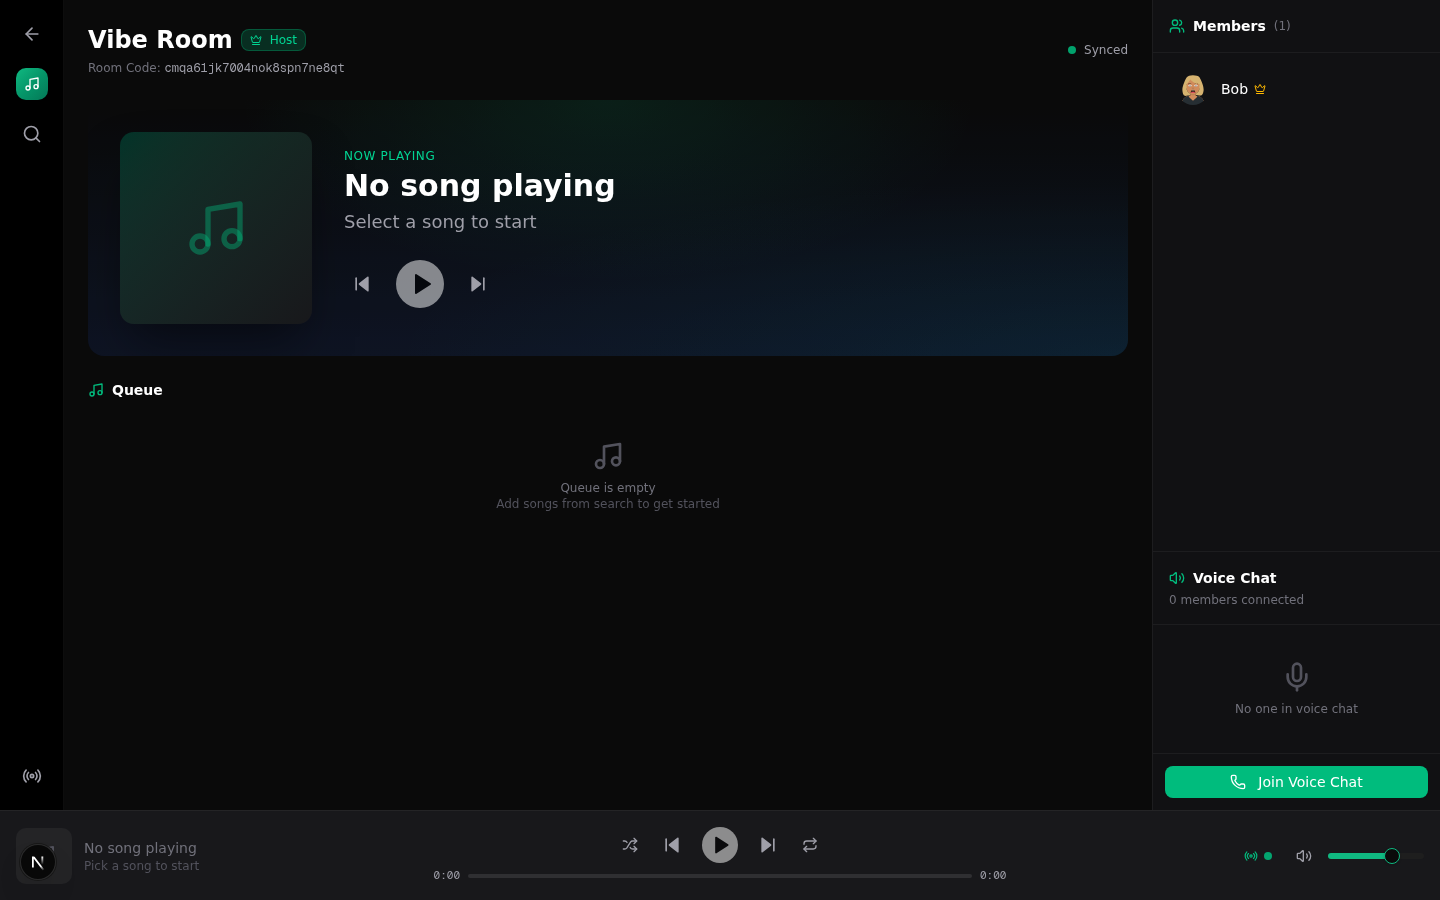 Vibe Room
Host
Room Code: cmqa6ijk7004nok8spn7ne8qt
Synced
NOW PLAYING
No song playing
Select a song to start
Queue
Queue is empty
Add songs from search to get started
Members (1)
Bob
Voice Chat
0 members connected
No one in voice chat
Join Voice Chat
N
No song playing
Pick a song to start
0:00
0:00